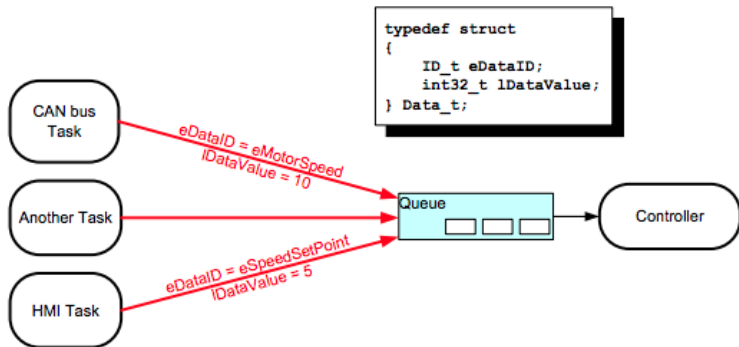 typedef struct
{
    ID_t eDataID;
    int32_t lDataValue;
} Data_t;
CAN bus
Task
eDataID = eMotorSpeed
lDataValue = 10
Another Task
Queue
Controller
eDataID = eSpeedSetPoint
lDataValue = 5
HMI Task